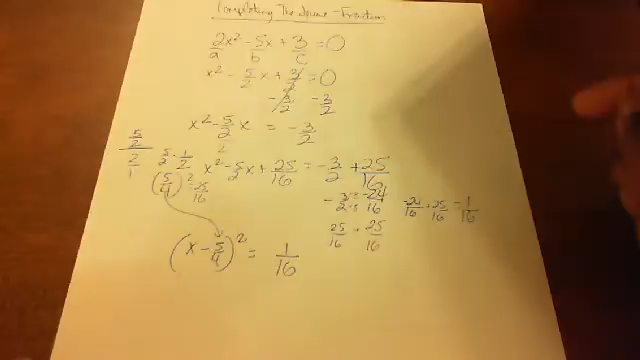 Completing The Square - Fractions
2x² - 5x + 3 = 0
a b c
x² - 5/2 x + 3/2 = 0
- 3/2 - 3/2
x² - 5/2 x = - 3/2
2
5/2
2/1
5/2 · 1/2
x² - 5/2 x + 25/16 = - 3/2 + 25/16
(5/4)² = 25/16
- 3/2 = -24/16
-24/16 + 25/16 = 1/16
25/16 = 25/16
(x - 5/4)² = 1/16